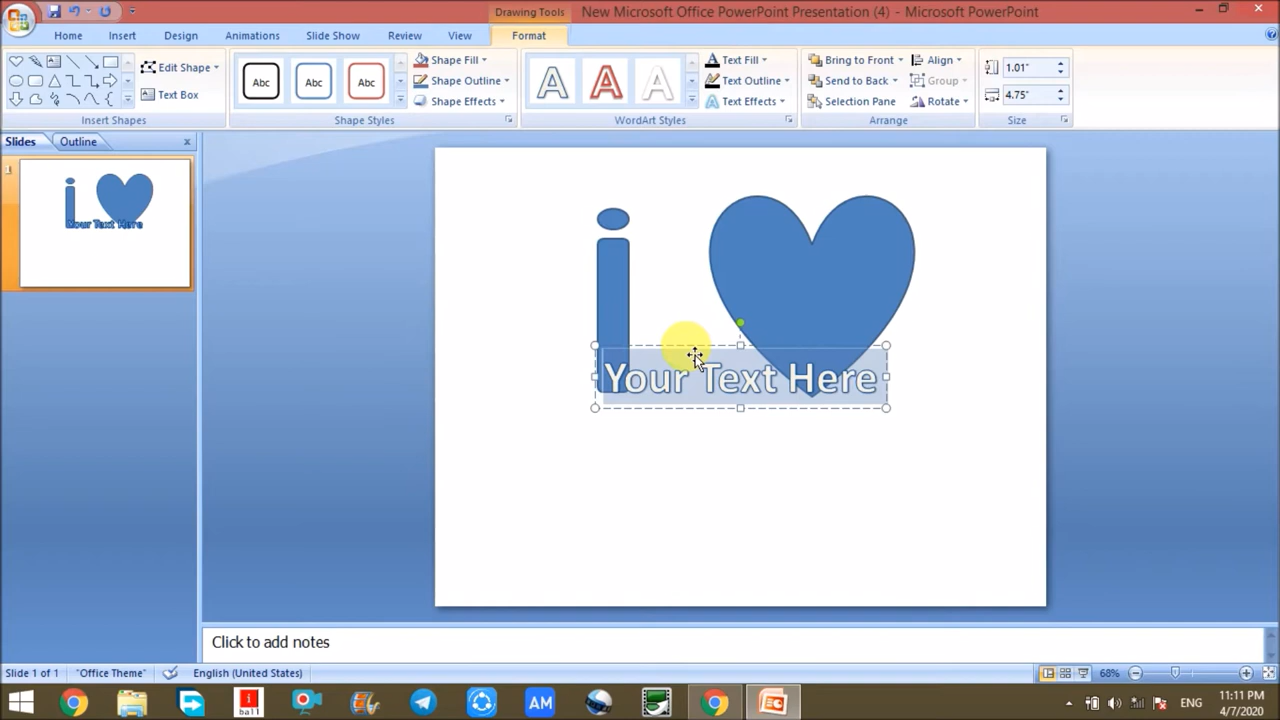 Drawing Tools
New Microsoft Office PowerPoint Presentation (4) - Microsoft PowerPoint
Home Insert Design Animations Slide Show Review View Format
Edit Shape
Text Box
Insert Shapes
Abc Abc Abc
Shape Fill
Shape Outline
Shape Effects
Shape Styles
A A A
Text Fill
Text Outline
Text Effects
WordArt Styles
Bring to Front
Send to Back
Selection Pane
Align
Group
Rotate
Arrange
1.01"
4.75"
Size
Slides Outline
1
i
Your Text Here
i
Your Text Here
Click to add notes
Slide 1 of 1 "Office Theme" English (United States) 68%
i
ball
AM
ENG
11:11 PM
4/7/2020